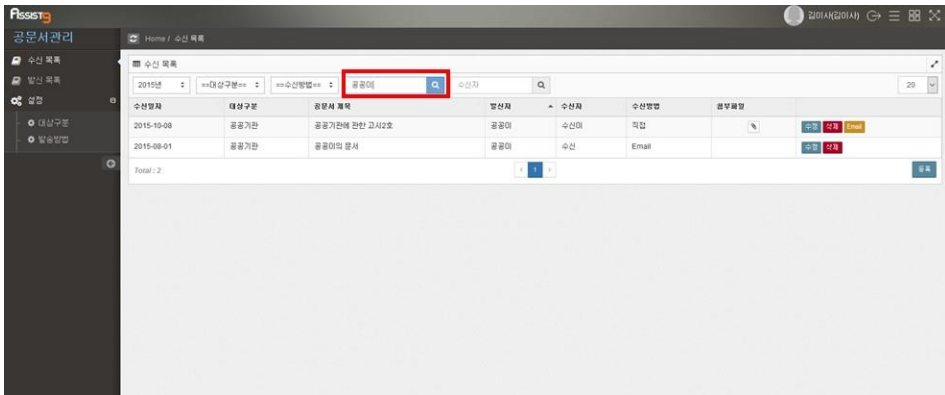 Assistg
김이사(김이사)
공문서관리
Home / 수신 목록
수신 목록
발신 목록
설정
대상구분
발송방법
수신 목록
2015년 ==대상구분== ==수신방법== 공공이 수신자 20
수신일자 대상구분 공문서 제목 발신자 수신자 수신방법 첨부파일
2015-10-08 공공기관 공공기관에 관한 고시2호 공공이 수신이 직접 수정 삭제 Email
2015-08-01 공공기관 공공이의 문서 공공이 수신 Email 수정 삭제
Total : 2 1 등록